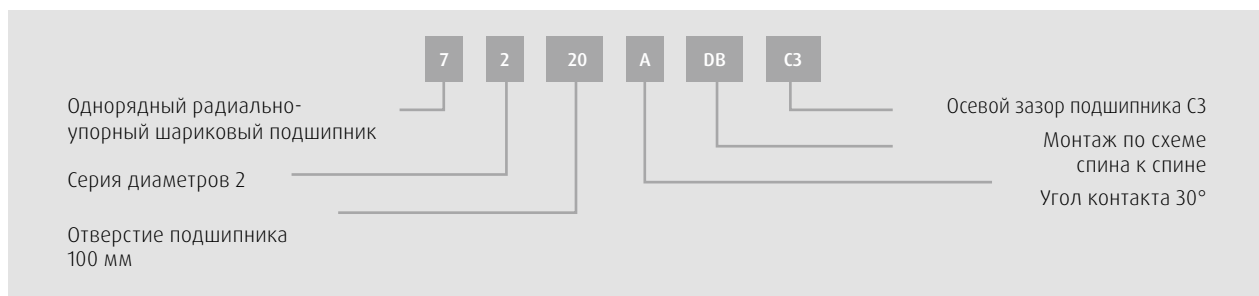 7 2 20 A DB C3
Однорядный радиально-
упорный шариковый подшипник
Серия диаметров 2
Отверстие подшипника
100 мм
Осевой зазор подшипника C3
Монтаж по схеме
спина к спине
Угол контакта 30°